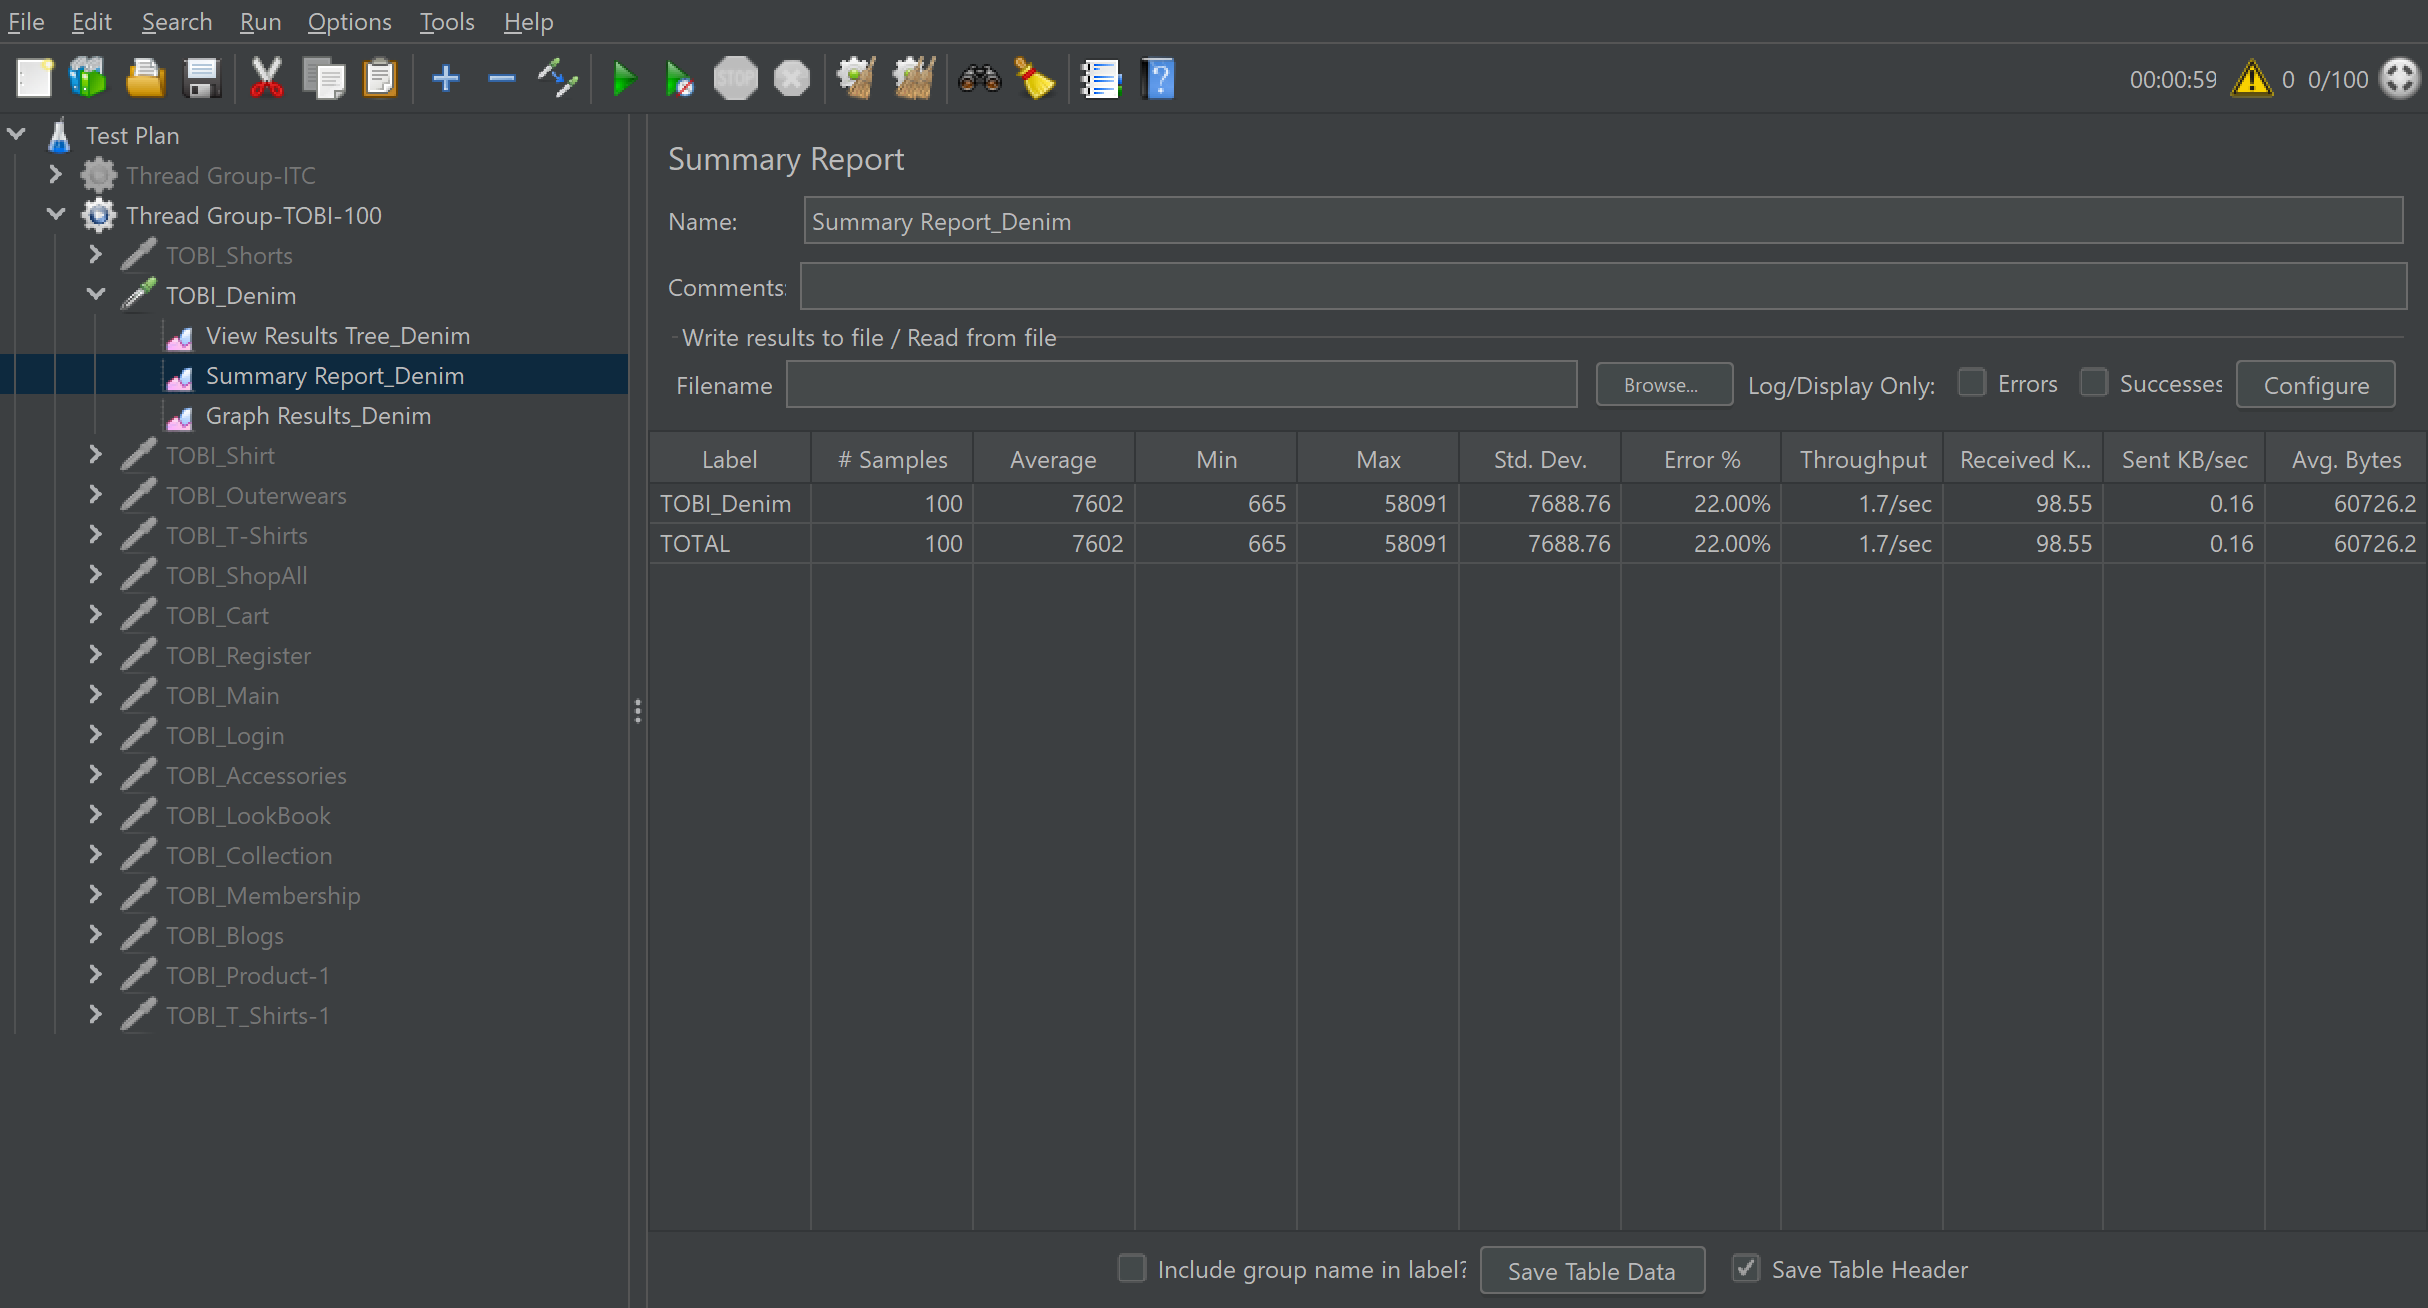 File Edit Search Run Options Tools Help
STOP
00:00:59 0 0/100
Test Plan
Thread Group-ITC
Thread Group-TOBI-100
TOBI_Shorts
TOBI_Denim
View Results Tree_Denim
Summary Report_Denim
Graph Results_Denim
TOBI_Shirt
TOBI_Outerwears
TOBI_T-Shirts
TOBI_ShopAll
TOBI_Cart
TOBI_Register
TOBI_Main
TOBI_Login
TOBI_Accessories
TOBI_LookBook
TOBI_Collection
TOBI_Membership
TOBI_Blogs
TOBI_Product-1
TOBI_T_Shirts-1
Summary Report
Name: Summary Report_Denim
Comments:
Write results to file / Read from file
Filename Browse... Log/Display Only: Errors Successes Configure
Label # Samples Average Min Max Std. Dev. Error % Throughput Received K... Sent KB/sec Avg. Bytes
TOBI_Denim 100 7602 665 58091 7688.76 22.00% 1.7/sec 98.55 0.16 60726.2
TOTAL 100 7602 665 58091 7688.76 22.00% 1.7/sec 98.55 0.16 60726.2
Include group name in label? Save Table Data Save Table Header